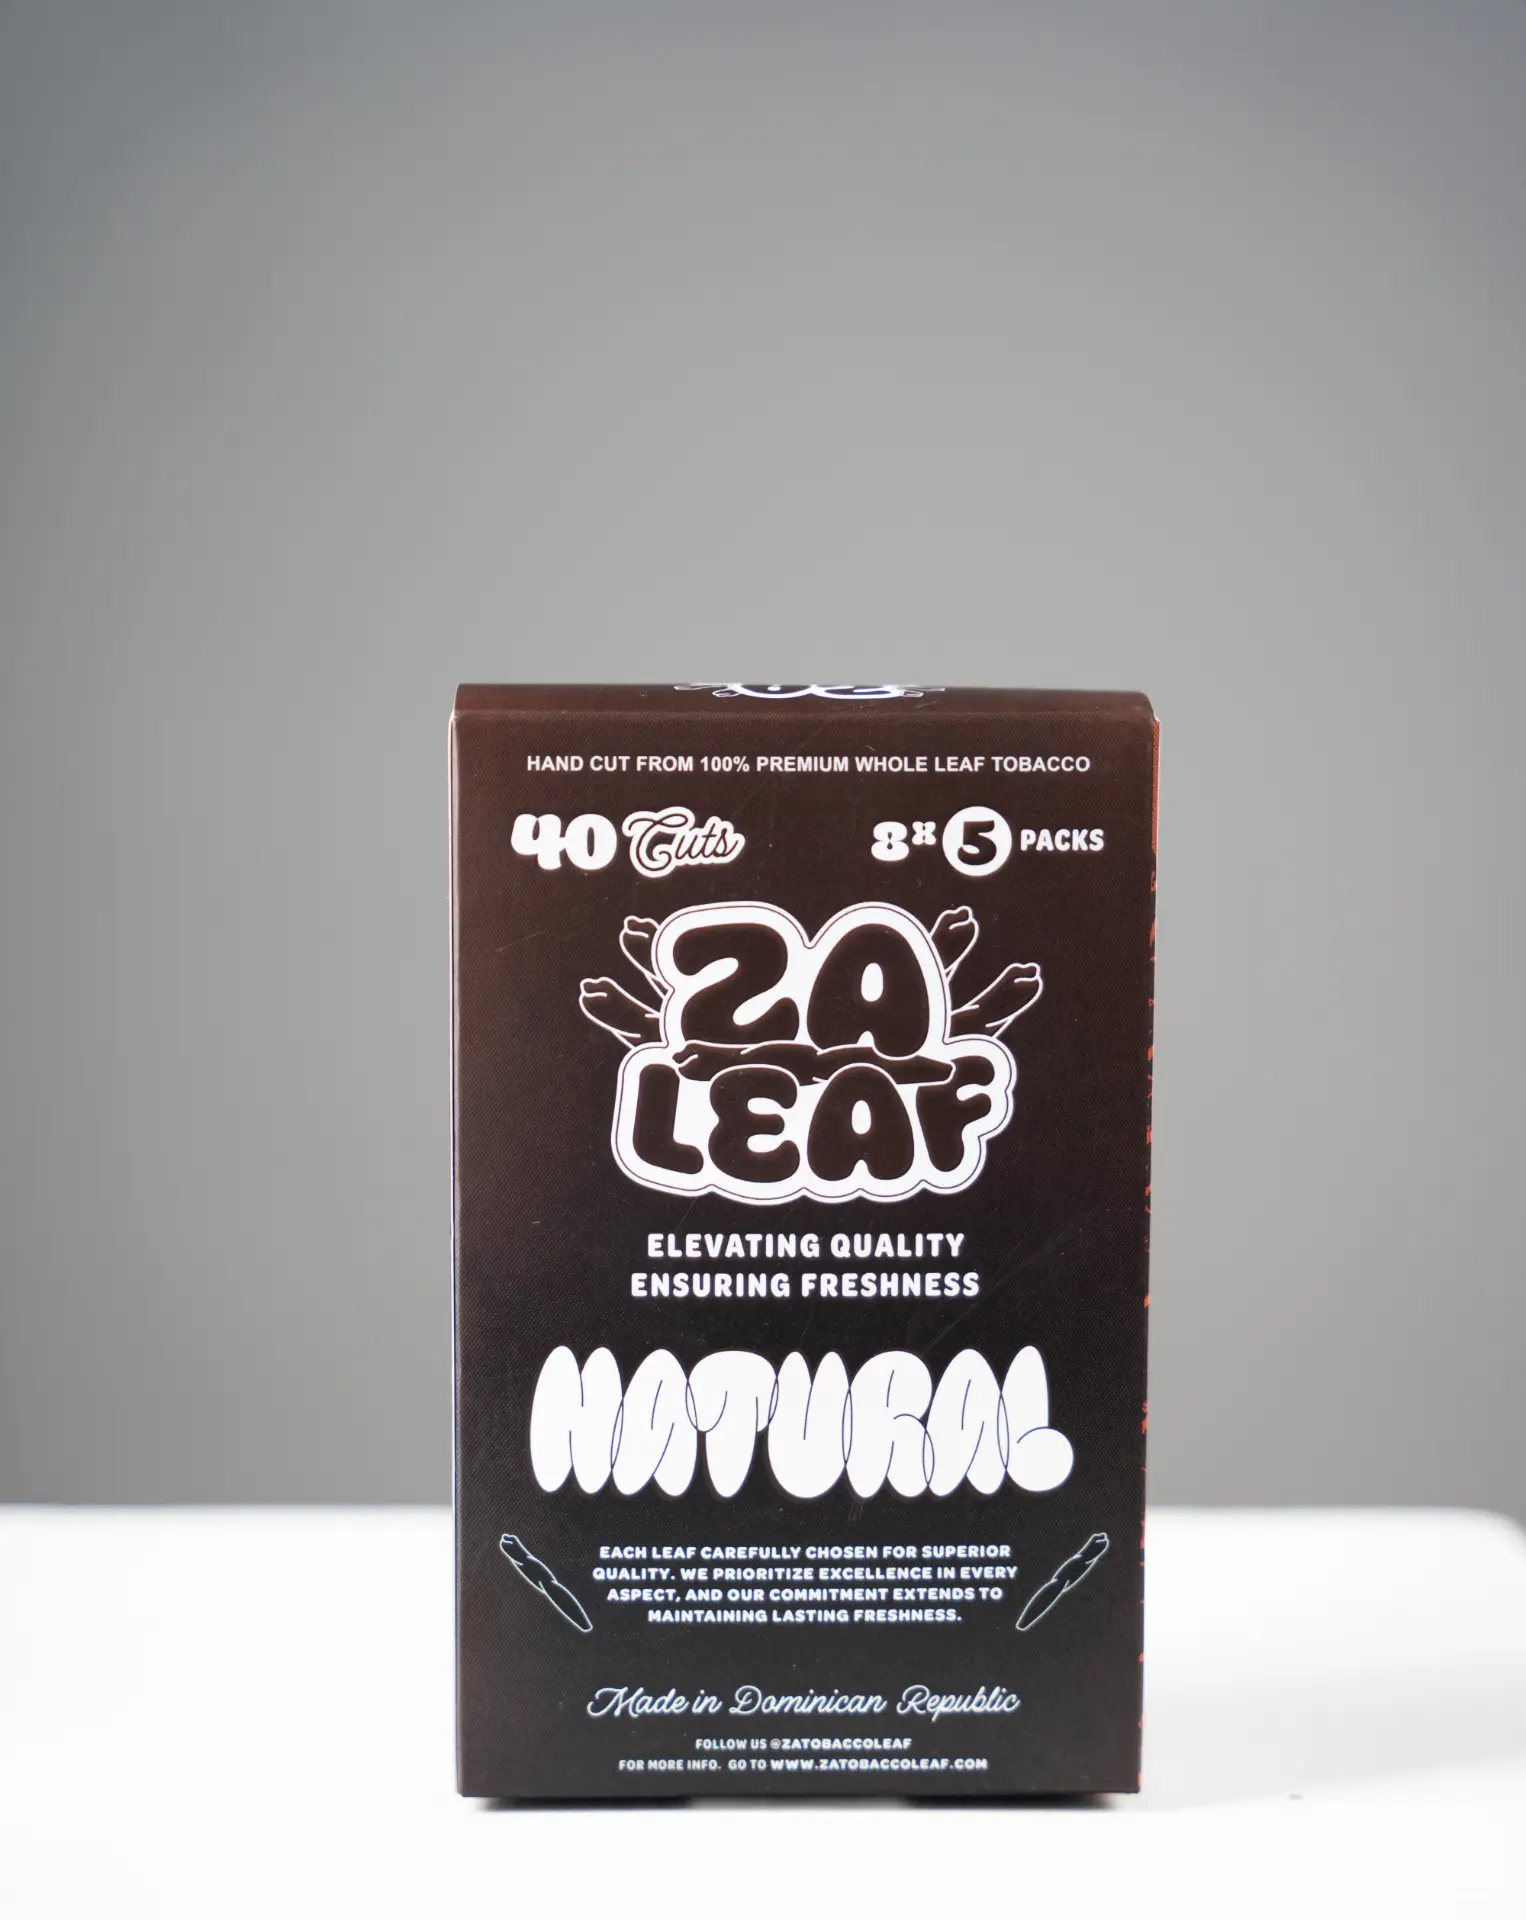 HAND CUT FROM 100% PREMIUM WHOLE LEAF TOBACCO
40 Cuts
8x5 PACKS
ZA
LEAF
ELEVATING QUALITY
ENSURING FRESHNESS
NATURAL
EACH LEAF CAREFULLY CHOSEN FOR SUPERIOR
QUALITY. WE PRIORITIZE EXCELLENCE IN EVERY
ASPECT, AND OUR COMMITMENT EXTENDS TO
MAINTAINING LASTING FRESHNESS.
Made in Dominican Republic
FOLLOW US @ZATOBACCOLEAF
FOR MORE INFO. GO TO WWW.ZATOBACCOLEAF.COM